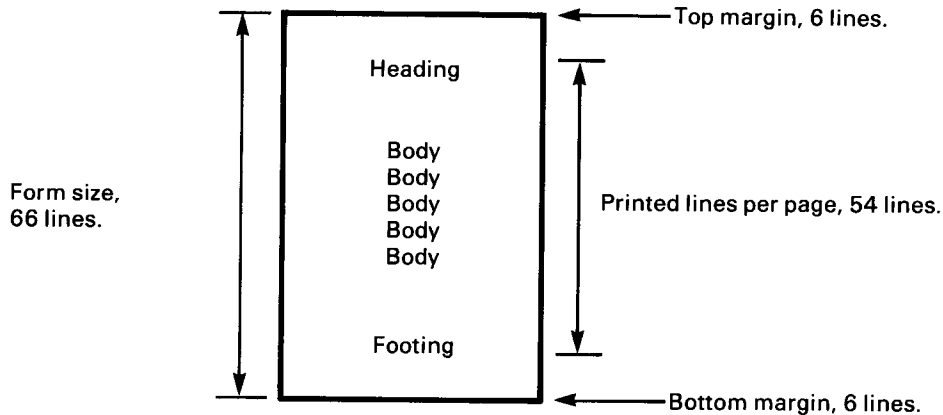 Top margin, 6 lines.
Heading
Body
Body
Body
Body
Body
Form size,
66 lines.
Printed lines per page, 54 lines.
Footing
Bottom margin, 6 lines.